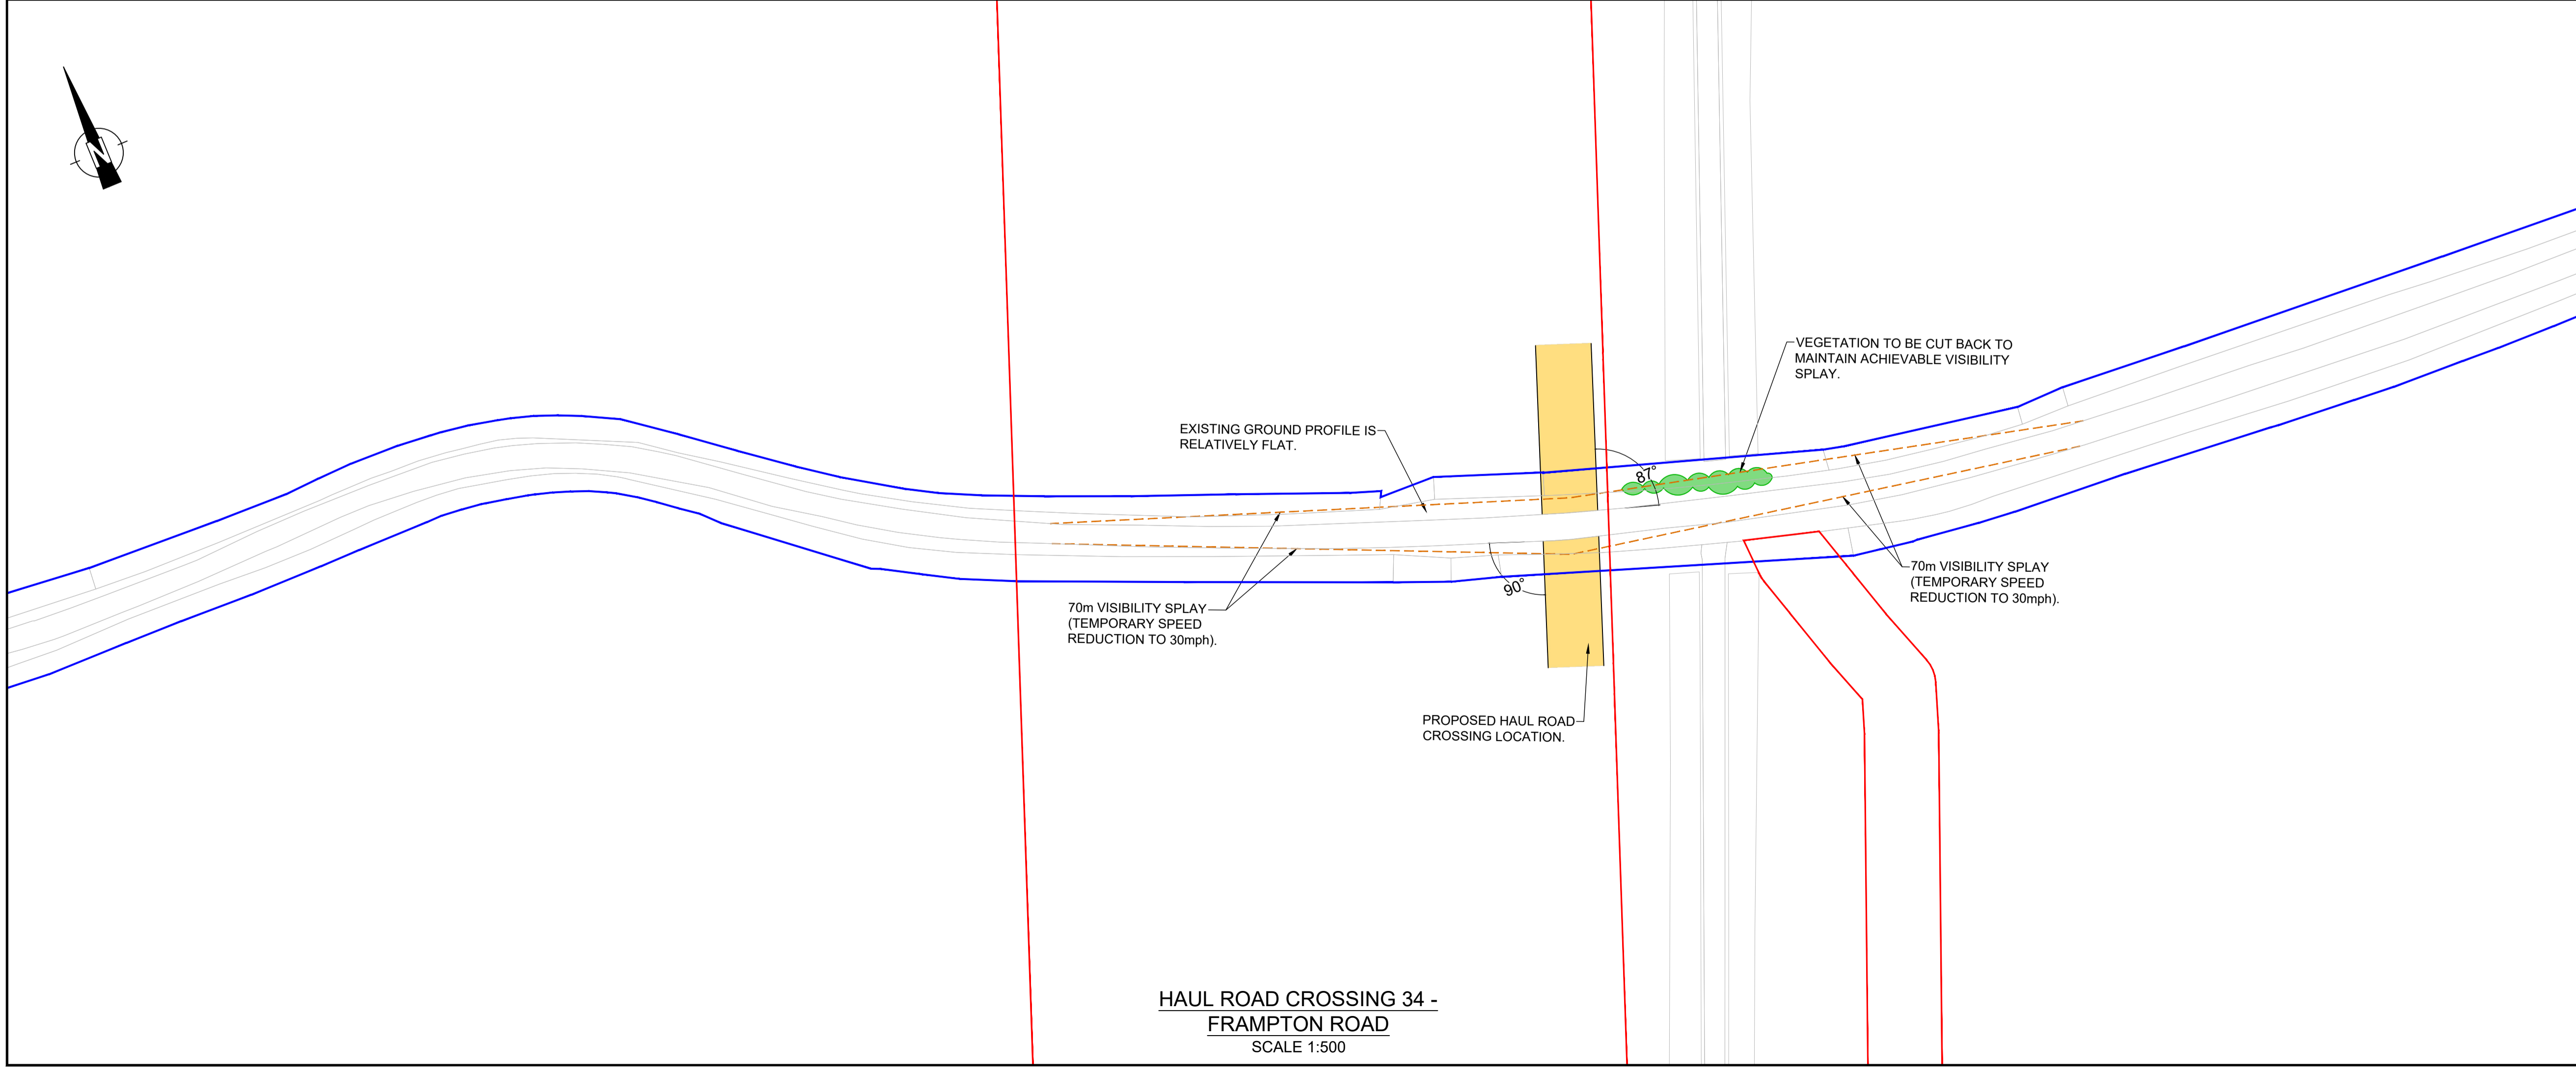 N
VEGETATION TO BE CUT BACK TO
MAINTAIN ACHIEVABLE VISIBILITY
SPLAY.
EXISTING GROUND PROFILE IS
RELATIVELY FLAT.
87°
90°
70m VISIBILITY SPLAY
(TEMPORARY SPEED
REDUCTION TO 30mph).
70m VISIBILITY SPLAY
(TEMPORARY SPEED
REDUCTION TO 30mph).
PROPOSED HAUL ROAD
CROSSING LOCATION.
HAUL ROAD CROSSING 34 -
FRAMPTON ROAD
SCALE 1:500